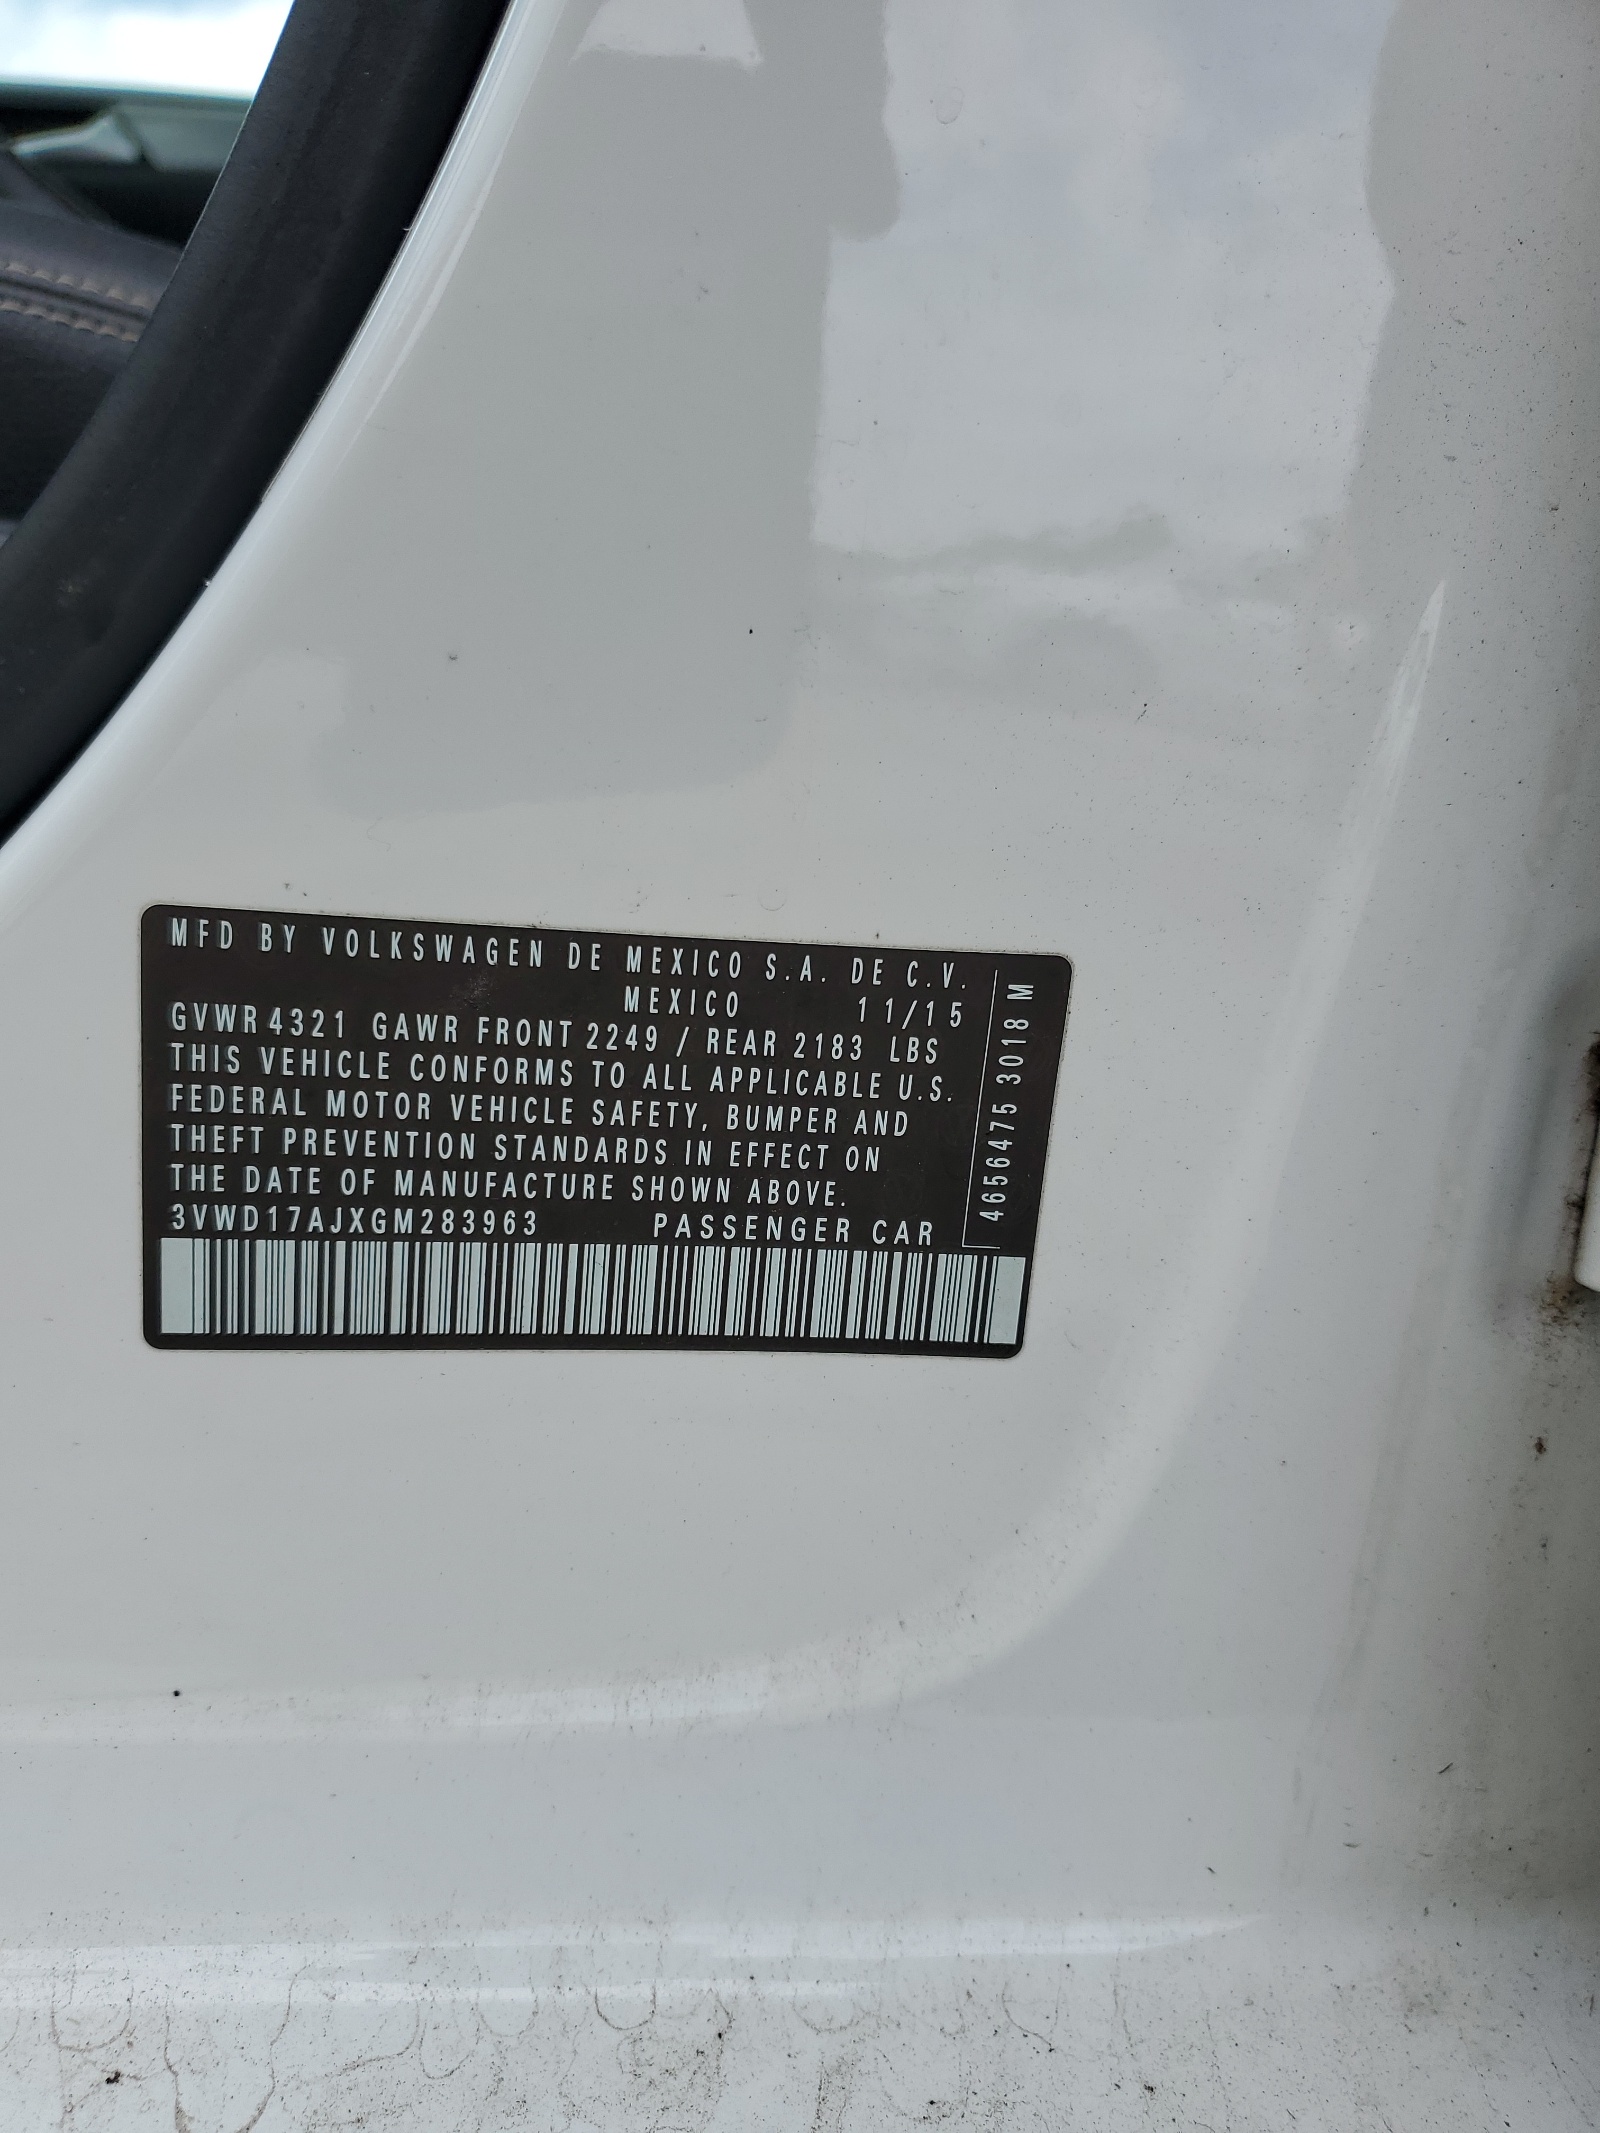 MFD BY VOLKSWAGEN DE MEXICO S.A. DE C.V.
MEXICO 11/15
GVWR 4321 GAWR FRONT 2249 / REAR 2183 LBS
THIS VEHICLE CONFORMS TO ALL APPLICABLE U.S.
FEDERAL MOTOR VEHICLE SAFETY, BUMPER AND
THEFT PREVENTION STANDARDS IN EFFECT ON
THE DATE OF MANUFACTURE SHOWN ABOVE.
3VWD17AJXGM283963 PASSENGER CAR
4656475 3018 M